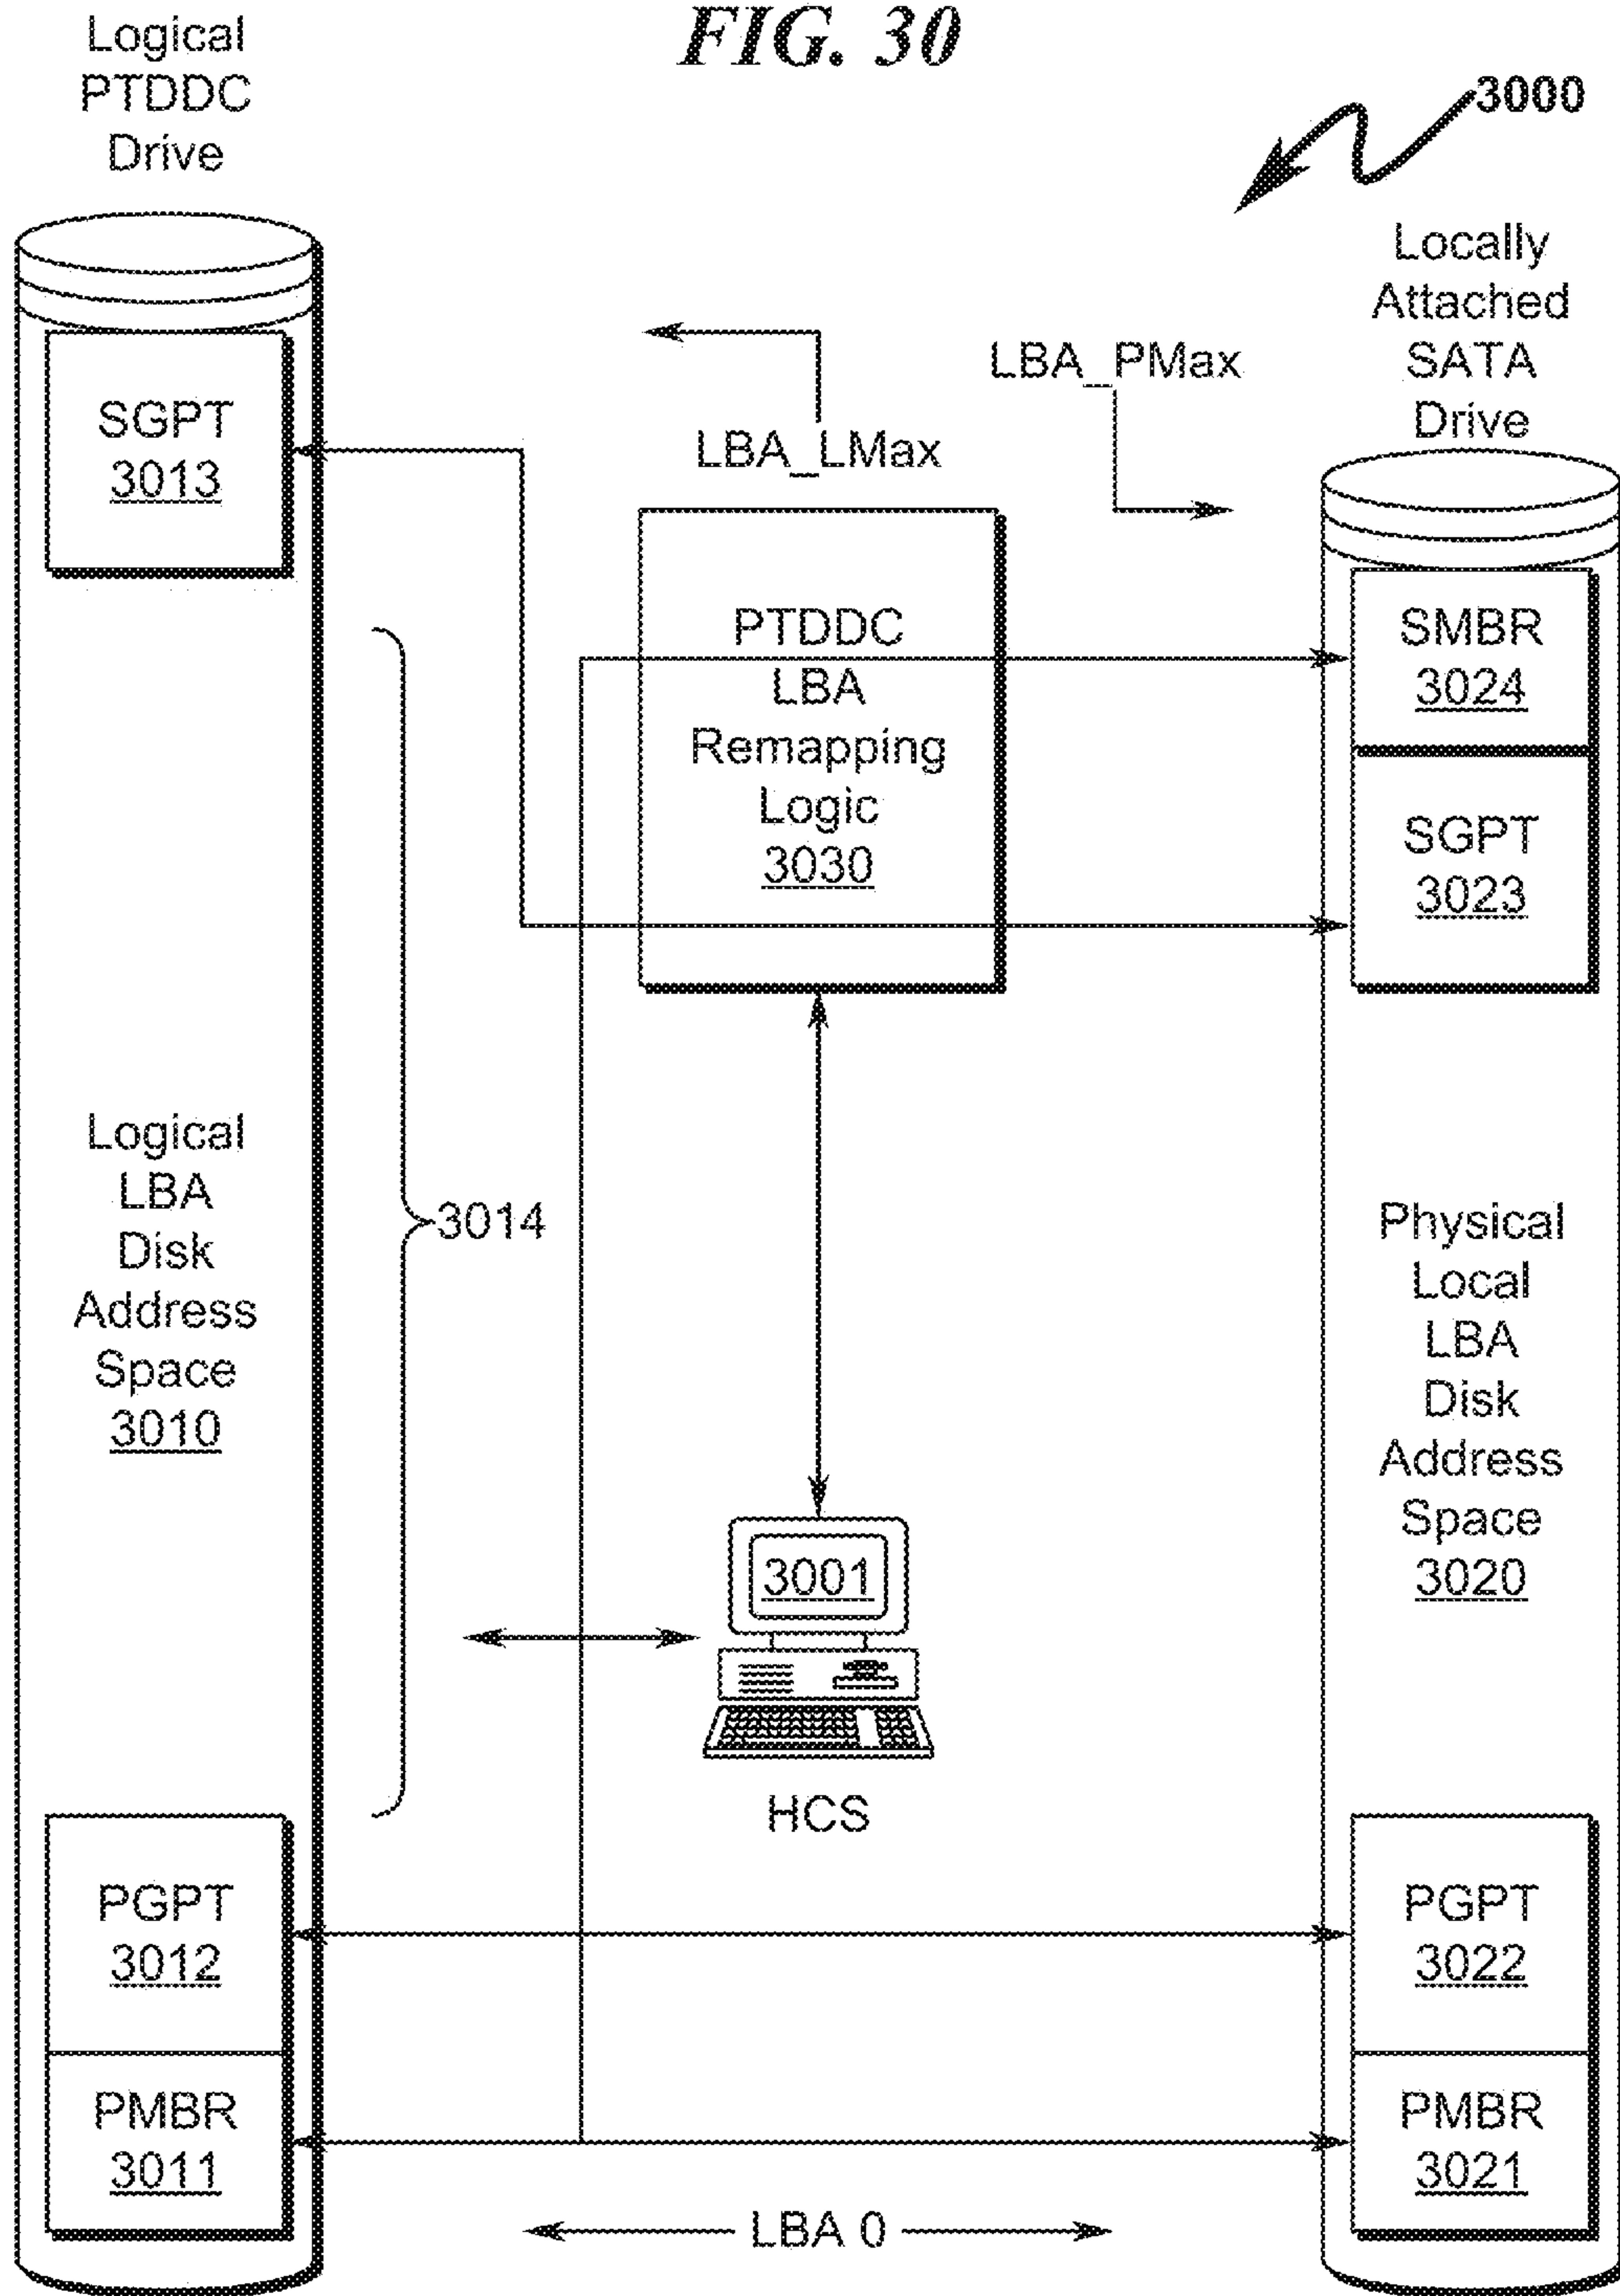 FIG. 30
3000
Logical
PTDDC
Drive
Locally
Attached
SATA
Drive
LBA_PMax
LBA_LMax
SGPT
3013
PTDDC
LBA
Remapping
Logic
3030
SMBR
3024
SGPT
3023
Logical
LBA
Disk
Address
Space
3010
3014
Physical
Local
LBA
Disk
Address
Space
3020
3001
HCS
PGPT
3012
PGPT
3022
PMBR
3011
PMBR
3021
LBA 0